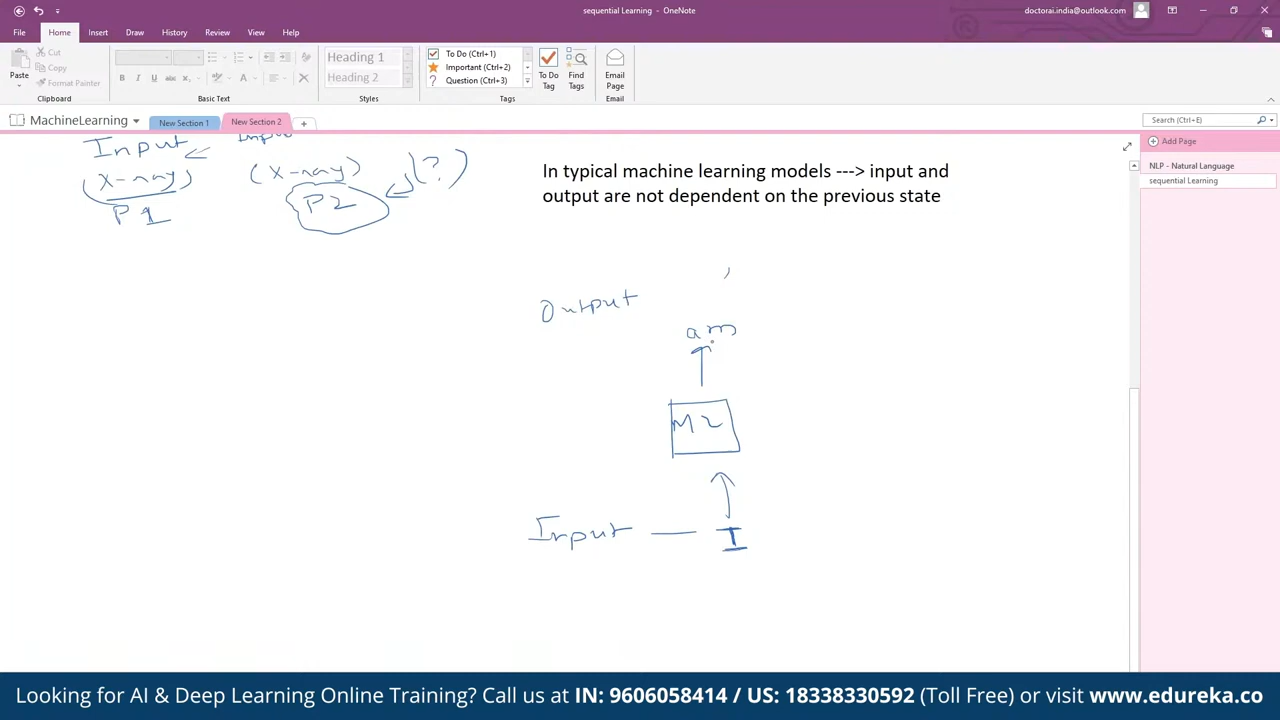 sequential Learning - OneNote
doctorai.india@outlook.com
File Home Insert Draw History Review View Help
Paste
Cut
Copy
Format Painter
Clipboard
B I U abc x₂ A
Basic Text
Heading 1
Heading 2
Styles
To Do (Ctrl+1)
Important (Ctrl+2)
Question (Ctrl+3)
To Do Tag
Find Tags
Tags
Email Page
Email
MachineLearning
New Section 1
New Section 2
Search (Ctrl+E)
Add Page
NLP - Natural Language
sequential Learning
Input Input
(X-ray) (X-ray) (?)
P1 P2
In typical machine learning models ---> input and
output are not dependent on the previous state
Output
am
Input — I
Looking for AI & Deep Learning Online Training? Call us at IN: 9606058414 / US: 18338330592 (Toll Free) or visit www.edureka.co